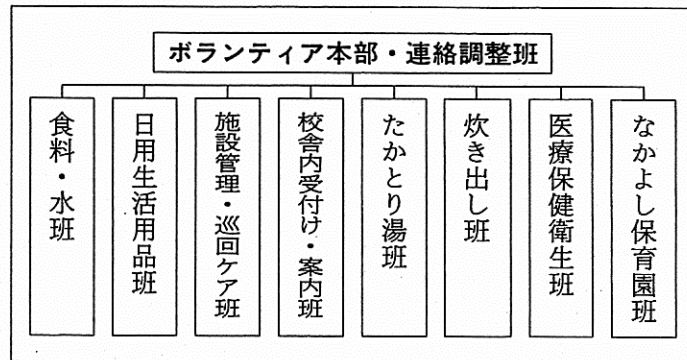 ボランティア本部・連絡調整班
食料・水班
日用生活用品班
施設管理・巡回ケア班
校舎内受付け・案内班
たかとり湯班
炊き出し班
医療保健衛生班
なかよし保育園班